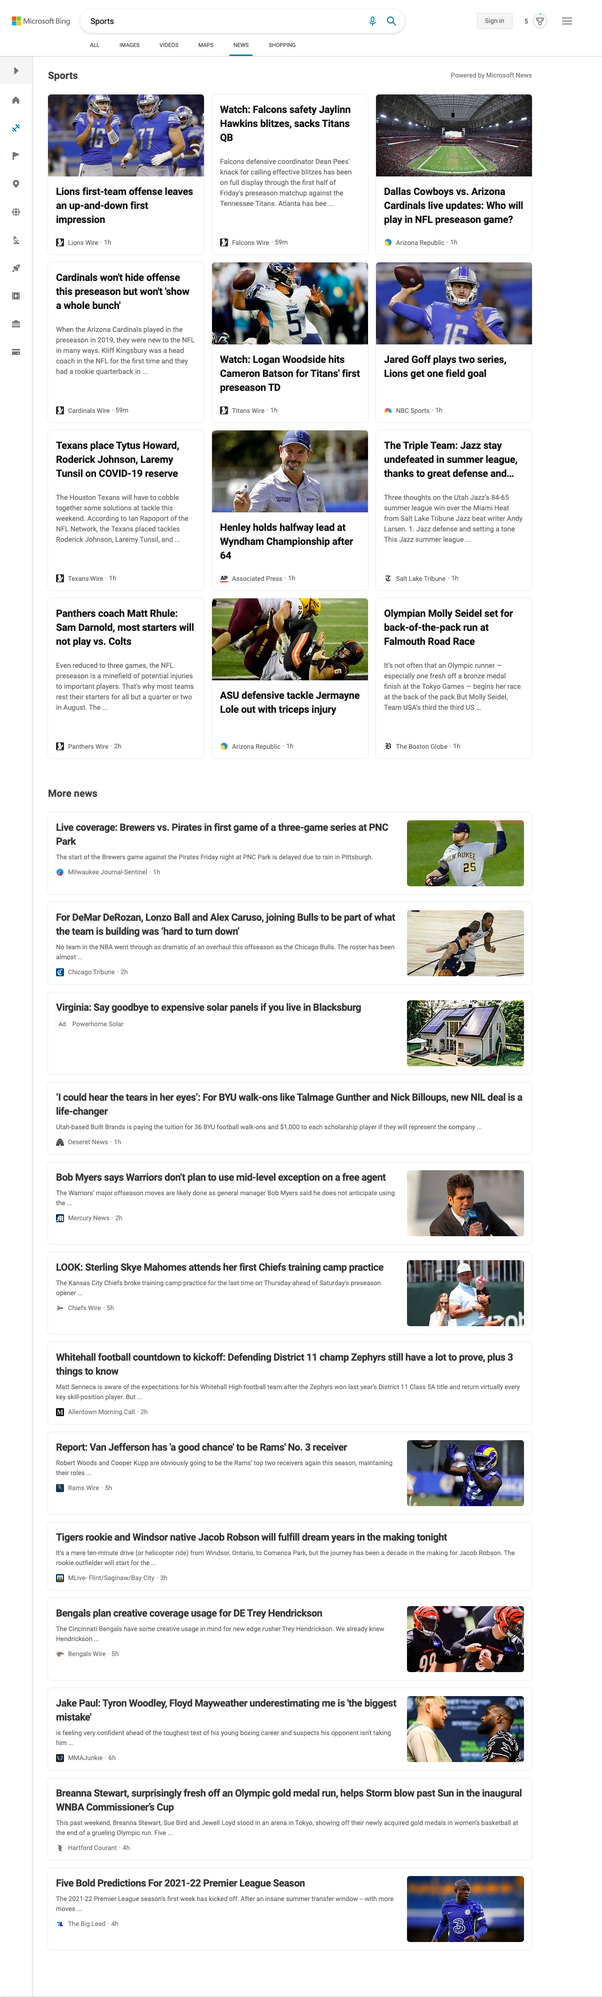 Microsoft Bing
Sports
Sign in
5
ALL
IMAGES
VIDEOS
MAPS
NEWS
SHOPPING
Sports
Powered by Microsoft News
Lions first-team offense leaves
an up-and-down first
impression
Lions Wire · 1h
Watch: Falcons safety Jaylinn
Hawkins blitzes, sacks Titans
QB
Falcons defensive coordinator Dean Pees'
knack for calling effective blitzes has been
on full display through the first half of
Friday's preseason matchup against the
Tennessee Titans. Atlanta has bee ...
Falcons Wire · 59m
Dallas Cowboys vs. Arizona
Cardinals live updates: Who will
play in NFL preseason game?
Arizona Republic · 1h
Cardinals won't hide offense
this preseason but won't 'show
a whole bunch'
When the Arizona Cardinals played in the
preseason in 2019, they were new to the NFL
in many ways. Kliff Kingsbury was a head
coach in the NFL for the first time and they
had a rookie quarterback in ...
Cardinals Wire · 59m
Watch: Logan Woodside hits
Cameron Batson for Titans' first
preseason TD
Titans Wire · 1h
Jared Goff plays two series,
Lions get one field goal
NBC Sports · 1h
Texans place Tytus Howard,
Roderick Johnson, Laremy
Tunsil on COVID-19 reserve
The Houston Texans will have to cobble
together some solutions at tackle this
weekend. According to Ian Rapoport of the
NFL Network, the Texans placed tackles
Roderick Johnson, Laremy Tunsil, and ...
Texans Wire · 1h
Henley holds halfway lead at
Wyndham Championship after
64
AP
Associated Press · 1h
The Triple Team: Jazz stay
undefeated in summer league,
thanks to great defense and...
Three thoughts on the Utah Jazz's 84-65
summer league win over the Miami Heat
from Salt Lake Tribune Jazz beat writer Andy
Larsen. 1. Jazz defense and setting a tone
This Jazz summer league ...
Salt Lake Tribune · 1h
Panthers coach Matt Rhule:
Sam Darnold, most starters will
not play vs. Colts
Even reduced to three games, the NFL
preseason is a minefield of potential injuries
to important players. That's why most teams
rest their starters for all but a quarter or two
in August. The ...
Panthers Wire · 2h
ASU defensive tackle Jermayne
Lole out with triceps injury
Arizona Republic · 1h
Olympian Molly Seidel set for
back-of-the-pack run at
Falmouth Road Race
It's not often that an Olympic runner —
especially one fresh off a bronze medal
finish at the Tokyo Games — begins her race
at the back of the pack.But Molly Seidel,
Team USA's third the third US ...
The Boston Globe · 1h
More news
Live coverage: Brewers vs. Pirates in first game of a three-game series at PNC
Park
The start of the Brewers game against the Pirates Friday night at PNC Park is delayed due to rain in Pittsburgh.
Milwaukee Journal-Sentinel · 1h
25
For DeMar DeRozan, Lonzo Ball and Alex Caruso, joining Bulls to be part of what
the team is building was 'hard to turn down'
No team in the NBA went through as dramatic of an overhaul this offseason as the Chicago Bulls. The roster has been
almost ...
Chicago Tribune · 2h
Virginia: Say goodbye to expensive solar panels if you live in Blacksburg
Ad Powerhome Solar
'I could hear the tears in her eyes': For BYU walk-ons like Talmage Gunther and Nick Billoups, new NIL deal is a
life-changer
Utah-based Built Brands is paying the tuition for 36 BYU football walk-ons and $1,000 to each scholarship player if they will represent the company ...
Deseret News · 1h
Bob Myers says Warriors don't plan to use mid-level exception on a free agent
The Warriors' major offseason moves are likely done as general manager Bob Myers said he does not anticipate using
the ...
Mercury News · 2h
LOOK: Sterling Skye Mahomes attends her first Chiefs training camp practice
The Kansas City Chiefs broke training camp practice for the last time on Thursday ahead of Saturday's preseason
opener ...
Chiefs Wire · 5h
Whitehall football countdown to kickoff: Defending District 11 champ Zephyrs still have a lot to prove, plus 3
things to know
Matt Senneca is aware of the expectations for his Whitehall High football team after the Zephyrs won last year's District 11 Class 5A title and return virtually every
key skill-position player. But ...
Allentown Morning Call · 2h
Report: Van Jefferson has 'a good chance' to be Rams' No. 3 receiver
Robert Woods and Cooper Kupp are obviously going to be the Rams' top two receivers again this season, maintaining
their roles ...
Rams Wire · 5h
Tigers rookie and Windsor native Jacob Robson will fulfill dream years in the making tonight
It's a mere ten-minute drive (or helicopter ride) from Windsor, Ontario, to Comerica Park, but the journey has been a decade in the making for Jacob Robson. The
rookie outfielder will start for the ...
MLive- Flint/Saginaw/Bay City · 3h
Bengals plan creative coverage usage for DE Trey Hendrickson
The Cincinnati Bengals have some creative usage in mind for new edge rusher Trey Hendrickson. We already knew
Hendrickson ...
Bengals Wire · 5h
Jake Paul: Tyron Woodley, Floyd Mayweather underestimating me is 'the biggest
mistake'
is feeling very confident ahead of the toughest test of his young boxing career and suspects his opponent isn't taking
him ...
MMAJunkie · 6h
Breanna Stewart, surprisingly fresh off an Olympic gold medal run, helps Storm blow past Sun in the inaugural
WNBA Commissioner's Cup
This past weekend, Breanna Stewart, Sue Bird and Jewell Loyd stood in an arena in Tokyo, showing off their newly acquired gold medals in women's basketball at
the end of a grueling Olympic run. Five ...
Hartford Courant · 4h
Five Bold Predictions For 2021-22 Premier League Season
The 2021-22 Premier League season's first week has kicked off. After an insane summer transfer window – with more
moves ...
The Big Lead · 4h
3